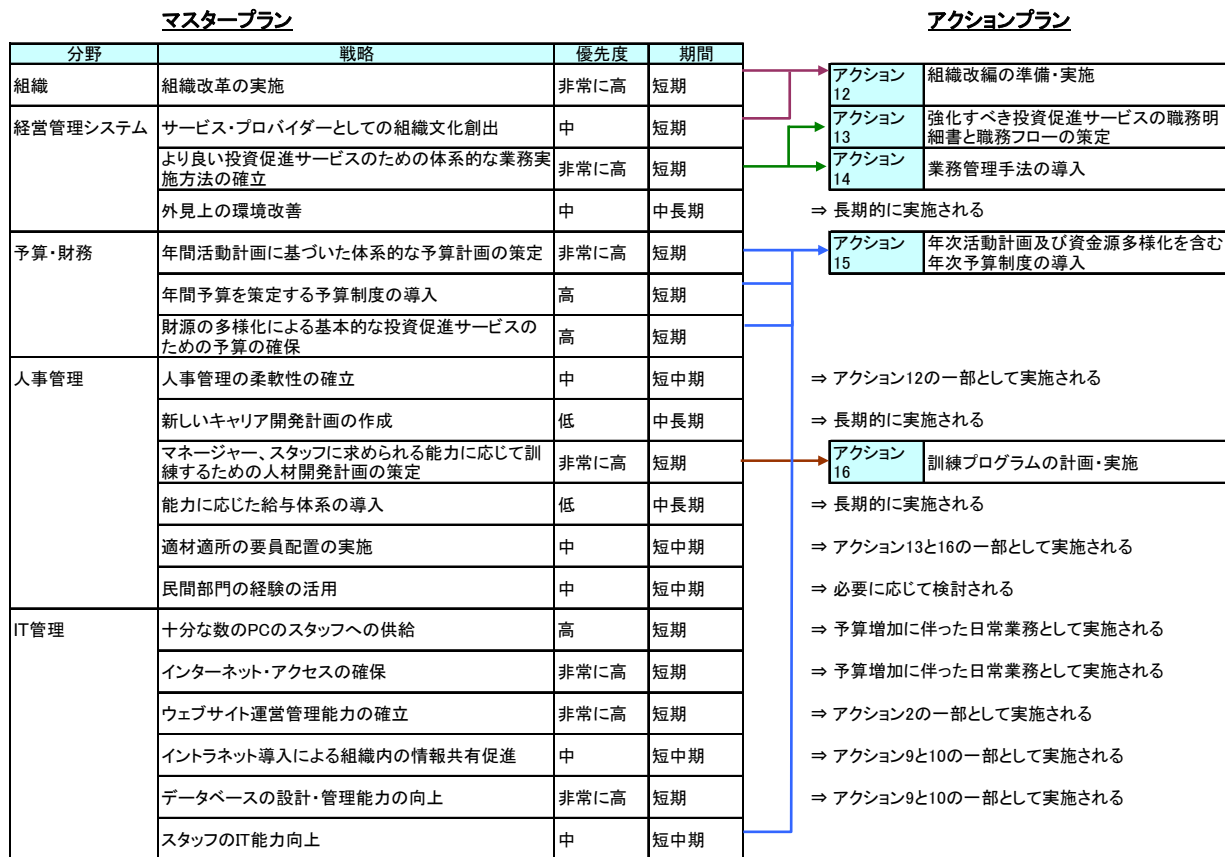 マスタープラン アクションプラン
分野 戦略 優先度 期間
組織 組織改革の実施 非常に高 短期 アクション 組織改編の準備・実施
12
経営管理システム サービス・プロバイダーとしての組織文化創出 中 短期 アクション 強化すべき投資促進サービスの職務明
13 細書と職務フローの策定
より良い投資促進サービスのための体系的な業務実 非常に高 短期 アクション 業務管理手法の導入
施方法の確立 14
外見上の環境改善 中 中長期 ⇒ 長期的に実施される
予算・財務 年間活動計画に基づいた体系的な予算計画の策定 非常に高 短期 アクション 年次活動計画及び資金源多様化を含む
15 年次予算制度の導入
年間予算を策定する予算制度の導入 高 短期
財源の多様化による基本的な投資促進サービスの 高 短期
ための予算の確保
人事管理 人事管理の柔軟性の確立 中 短中期 ⇒ アクション12の一部として実施される
新しいキャリア開発計画の作成 低 中長期 ⇒ 長期的に実施される
マネージャー、スタッフに求められる能力に応じて訓 非常に高 短期 アクション 訓練プログラムの計画・実施
練するための人材開発計画の策定 16
能力に応じた給与体系の導入 低 中長期 ⇒ 長期的に実施される
適材適所の要員配置の実施 中 短中期 ⇒ アクション13と16の一部として実施される
民間部門の経験の活用 中 短中期 ⇒ 必要に応じて検討される
IT管理 十分な数のPCのスタッフへの供給 高 短期 ⇒ 予算増加に伴った日常業務として実施される
インターネット・アクセスの確保 非常に高 短期 ⇒ 予算増加に伴った日常業務として実施される
ウェブサイト運営管理能力の確立 非常に高 短期 ⇒ アクション2の一部として実施される
イントラネット導入による組織内の情報共有促進 中 短中期 ⇒ アクション9と10の一部として実施される
データベースの設計・管理能力の向上 非常に高 短期 ⇒ アクション9と10の一部として実施される
スタッフのIT能力向上 中 短中期